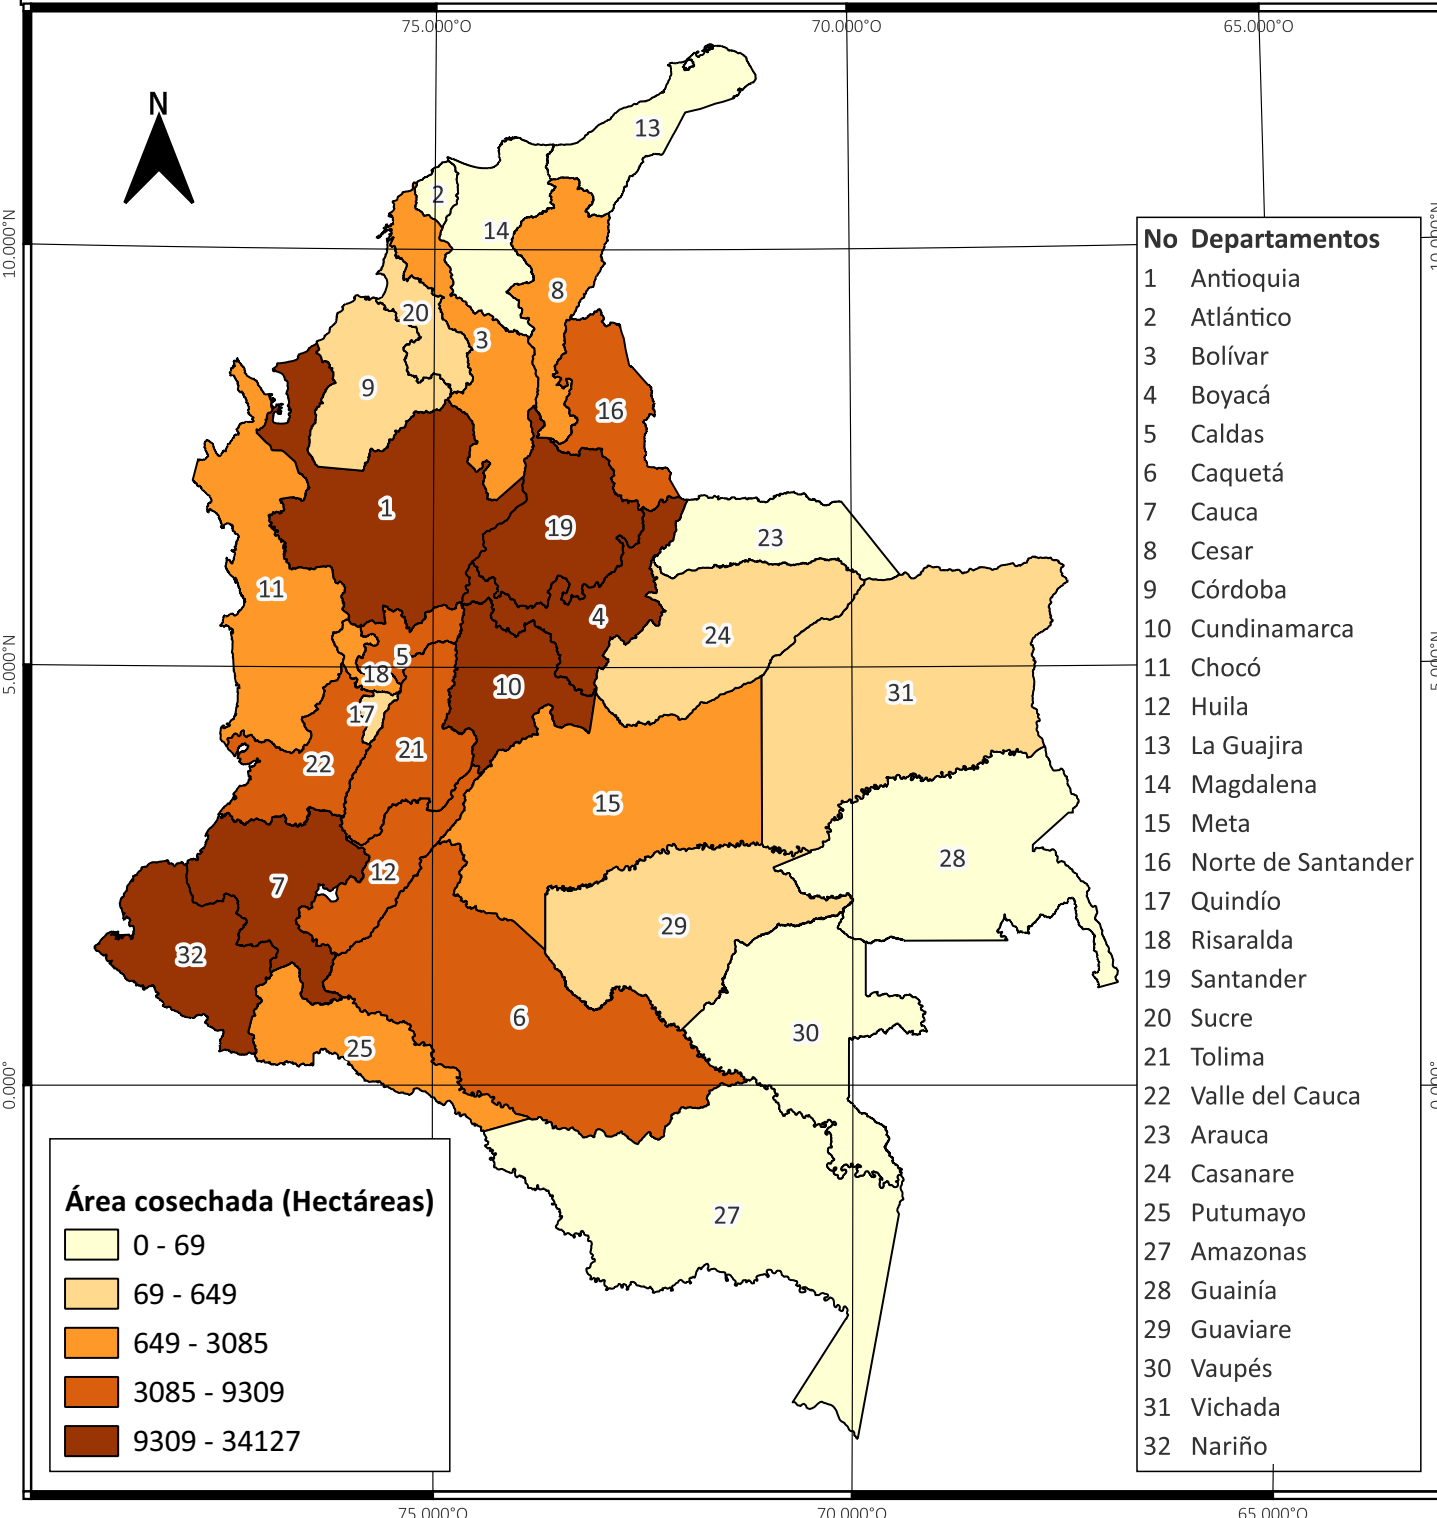 75.000°O 70.000°O 65.000°O
N
10.000°N
5.000°N
0.000°
13
2
14
8
20
3
9
16
1
19
23
11
4
24
5
18
10
31
17
21
22
15
12
28
7
29
32
6
30
25
27
No Departamentos
1 Antioquia
2 Atlántico
3 Bolívar
4 Boyacá
5 Caldas
6 Caquetá
7 Cauca
8 Cesar
9 Córdoba
10 Cundinamarca
11 Chocó
12 Huila
13 La Guajira
14 Magdalena
15 Meta
16 Norte de Santander
17 Quindío
18 Risaralda
19 Santander
20 Sucre
21 Tolima
22 Valle del Cauca
23 Arauca
24 Casanare
25 Putumayo
27 Amazonas
28 Guainía
29 Guaviare
30 Vaupés
31 Vichada
32 Nariño
Área cosechada (Hectáreas)
0 - 69
69 - 649
649 - 3085
3085 - 9309
9309 - 34127
10.000°N
5.000°N
0.000°
75.000°O 70.000°O 65.000°O